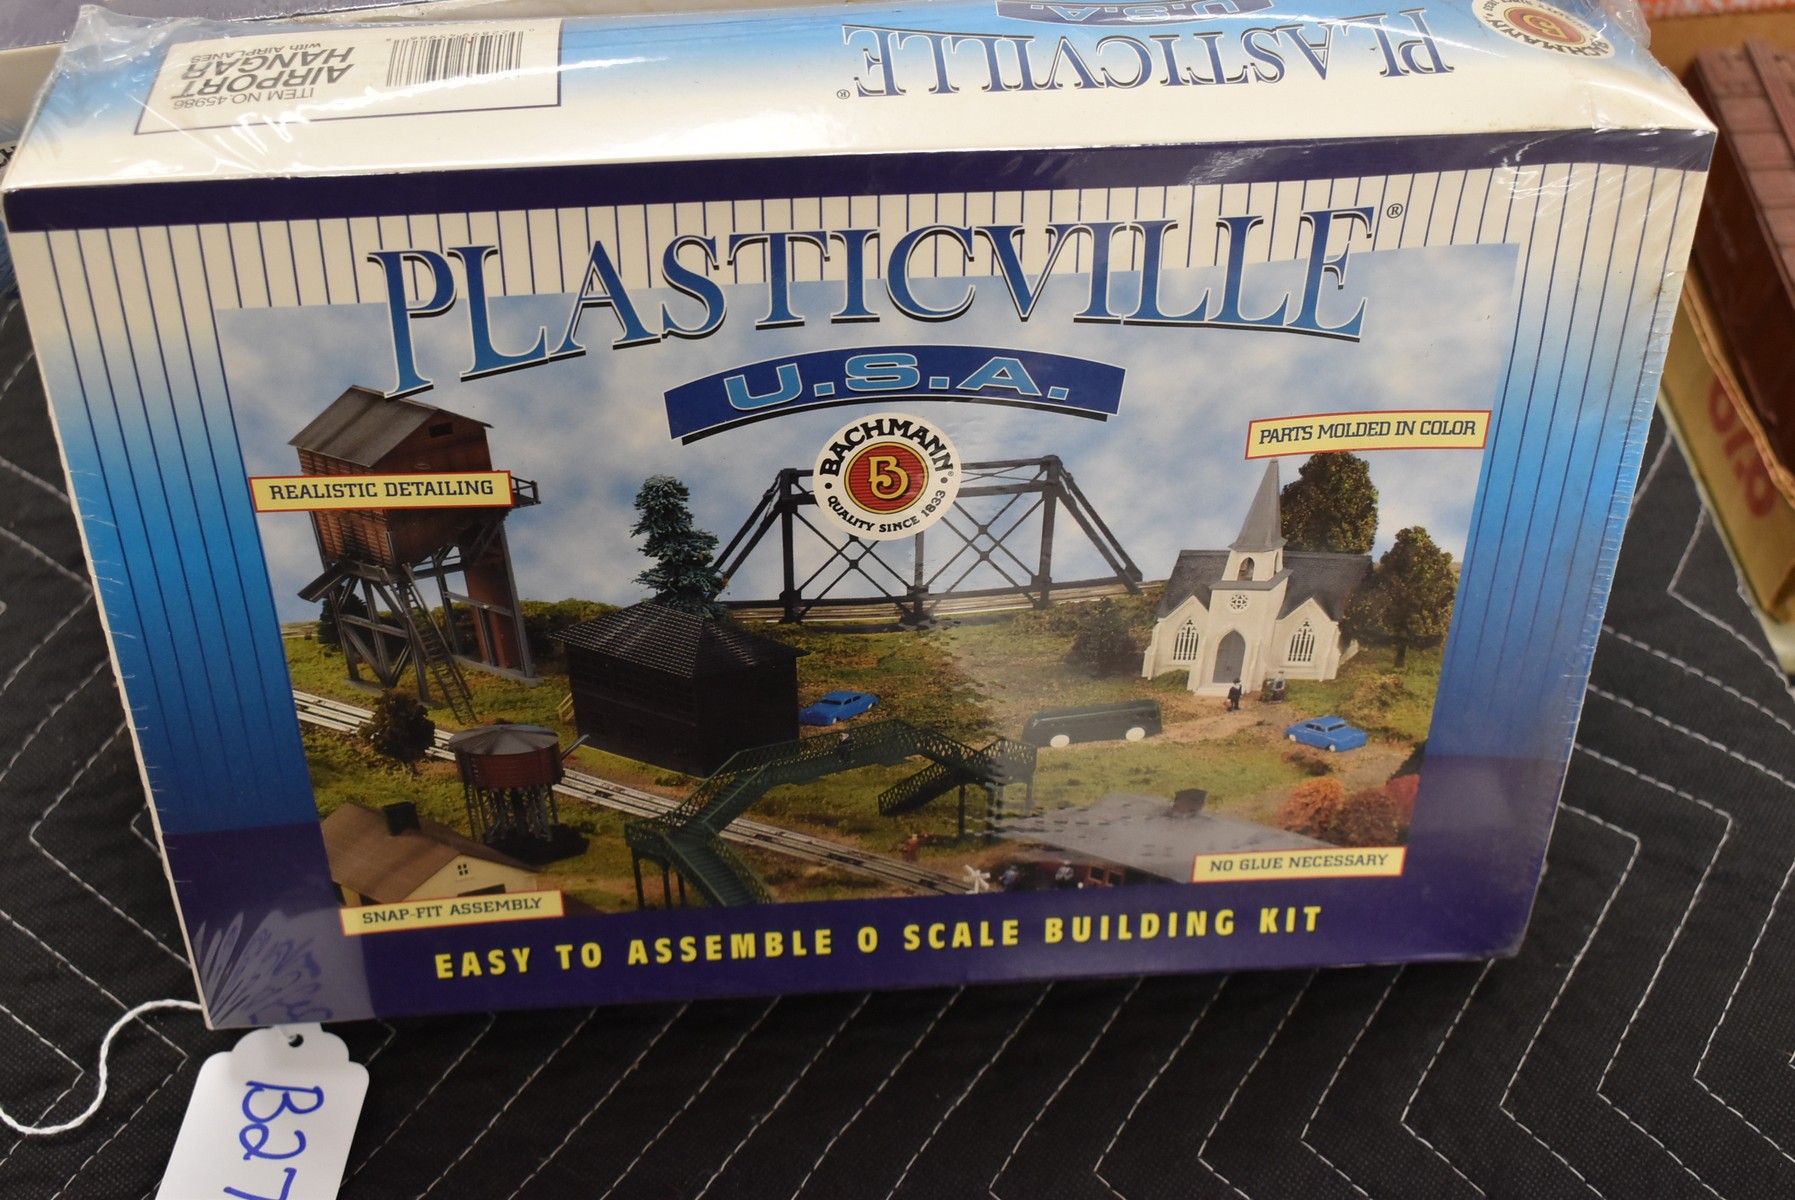 U.S.A.
PLASTICVILLE®
ITEM NO. 45986
AIRPORT
HANGAR
with AIRPLANES
PLASTICVILLE®
U.S.A.
BACHMANN®
B
QUALITY SINCE 1833
REALISTIC DETAILING
PARTS MOLDED IN COLOR
NO GLUE NECESSARY
SNAP-FIT ASSEMBLY
EASY TO ASSEMBLE O SCALE BUILDING KIT
B27